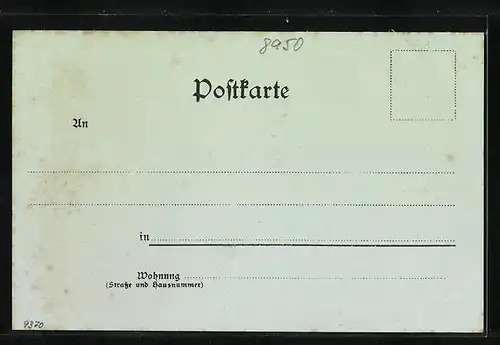 8950
Poſtkarte
An
in
Wohnung
(Straße und Hausnummer)
9370